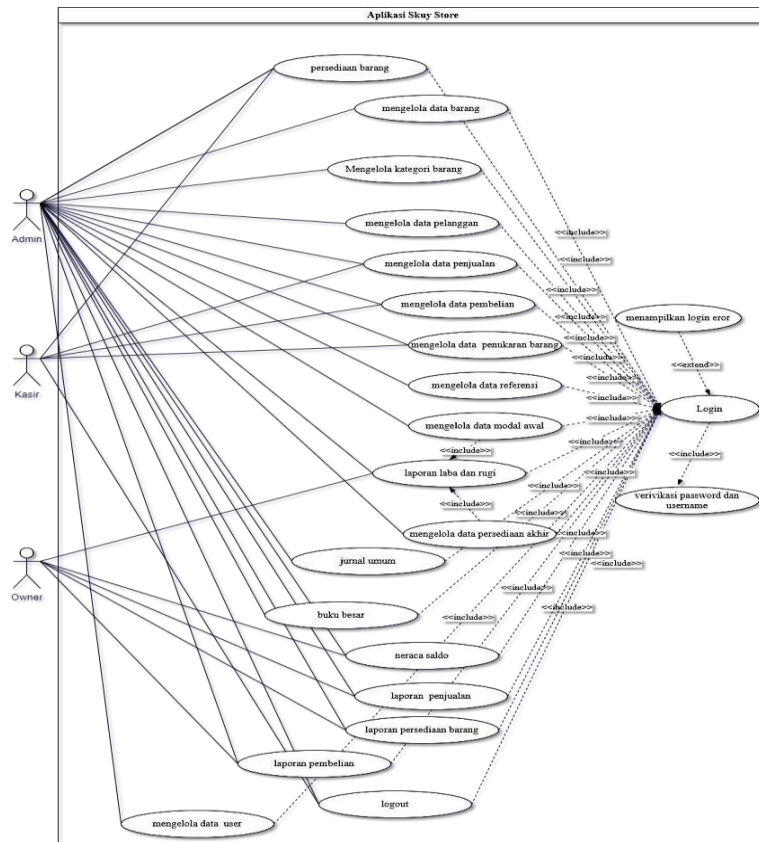 Aplikasi Skuy Store
persediaan barang
mengelola data barang
Mengelola kategori barang
Admin
mengelola data pelanggan
<<include>>
mengelola data penjualan
<<include>>
<<include>>
mengelola data pembelian
<<include>>
menampilkan login eror
<<include>>
mengelola data penukaran barang
<<include>>
<<extend>>
Kasir
mengelola data referensi
<<include>>
<<include>>
Login
mengelola data modal awal
<<include>>
<<include>>
<<include>>
<<include>>
laporan laba dan rugi
<<include>>
verivikasi password dan
username
<<include>>
<<include>>
mengelola data persediaan akhir
<<include>>
Owner
jurnal umum
<<include>>
<<include>>
<<include>>
buku besar
<<include>>
<<include>>
neraca saldo
laporan penjualan
laporan persediaan barang
laporan pembelian
logout
mengelola data user